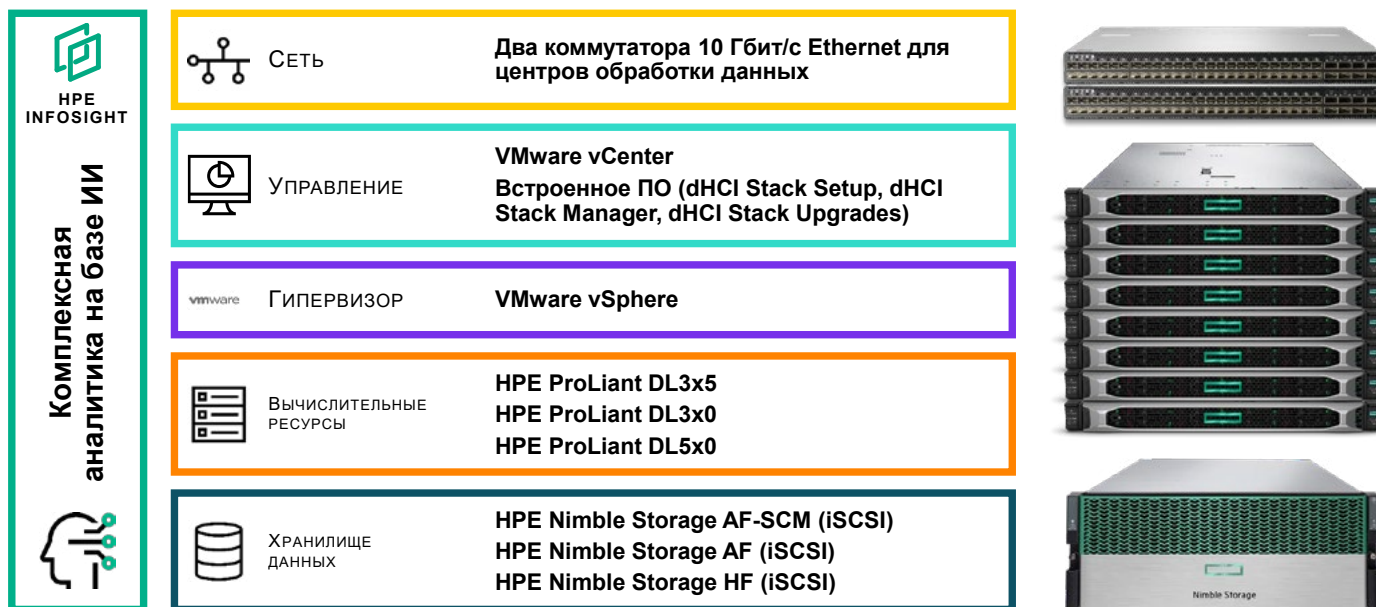 HPE
INFOSIGHT
Комплексная
аналитика на базе ИИ
СЕТЬ
Два коммутатора 10 Гбит/с Ethernet для
центров обработки данных
УПРАВЛЕНИЕ
VMware vCenter
Встроенное ПО (dHCI Stack Setup, dHCI
Stack Manager, dHCI Stack Upgrades)
vmware
ГИПЕРВИЗОР
VMware vSphere
ВЫЧИСЛИТЕЛЬНЫЕ
РЕСУРСЫ
HPE ProLiant DL3x5
HPE ProLiant DL3x0
HPE ProLiant DL5x0
ХРАНИЛИЩЕ
ДАННЫХ
HPE Nimble Storage AF-SCM (iSCSI)
HPE Nimble Storage AF (iSCSI)
HPE Nimble Storage HF (iSCSI)
Nimble Storage